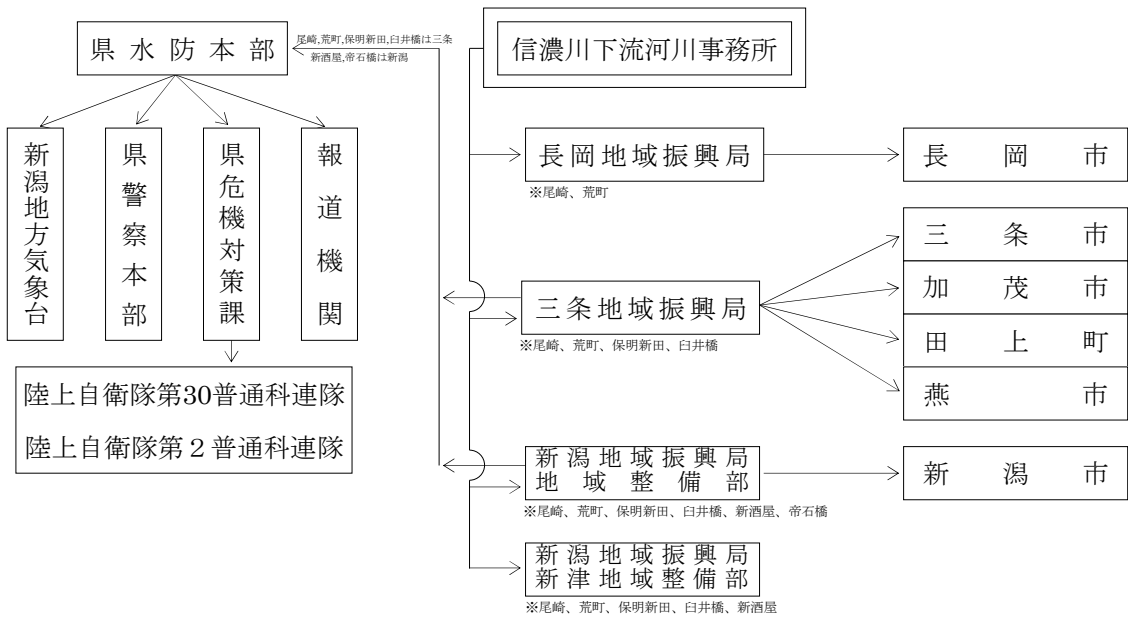 県水防本部
尾崎,荒町,保明新田,臼井橋は三条
新酒屋,帝石橋は新潟
信濃川下流河川事務所
新潟地方気象台
県警察本部
県危機対策課
報道機関
陸上自衛隊第30普通科連隊
陸上自衛隊第２普通科連隊
長岡地域振興局
※尾崎、荒町
長岡市
三条地域振興局
※尾崎、荒町、保明新田、臼井橋
三条市
加茂市
田上町
燕市
新潟地域振興局
地域整備部
※尾崎、荒町、保明新田、臼井橋、新酒屋、帝石橋
新潟市
新潟地域振興局
新津地域整備部
※尾崎、荒町、保明新田、臼井橋、新酒屋